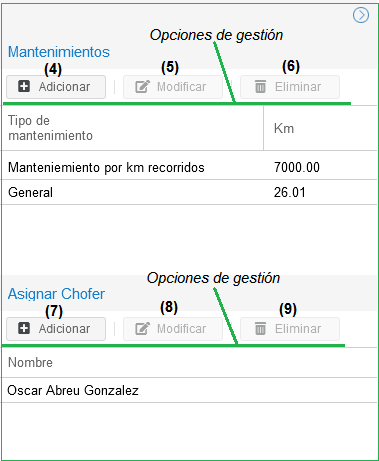 Opciones de gestión
Mantenimientos
(4) (5) (6)
Adicionar Modificar Eliminar
Tipo de
mantenimiento Km
Manteniemiento por km recorridos 7000.00
General 26.01
Opciones de gestión
Asignar Chofer
(7) (8) (9)
Adicionar Modificar Eliminar
Nombre
Oscar Abreu Gonzalez